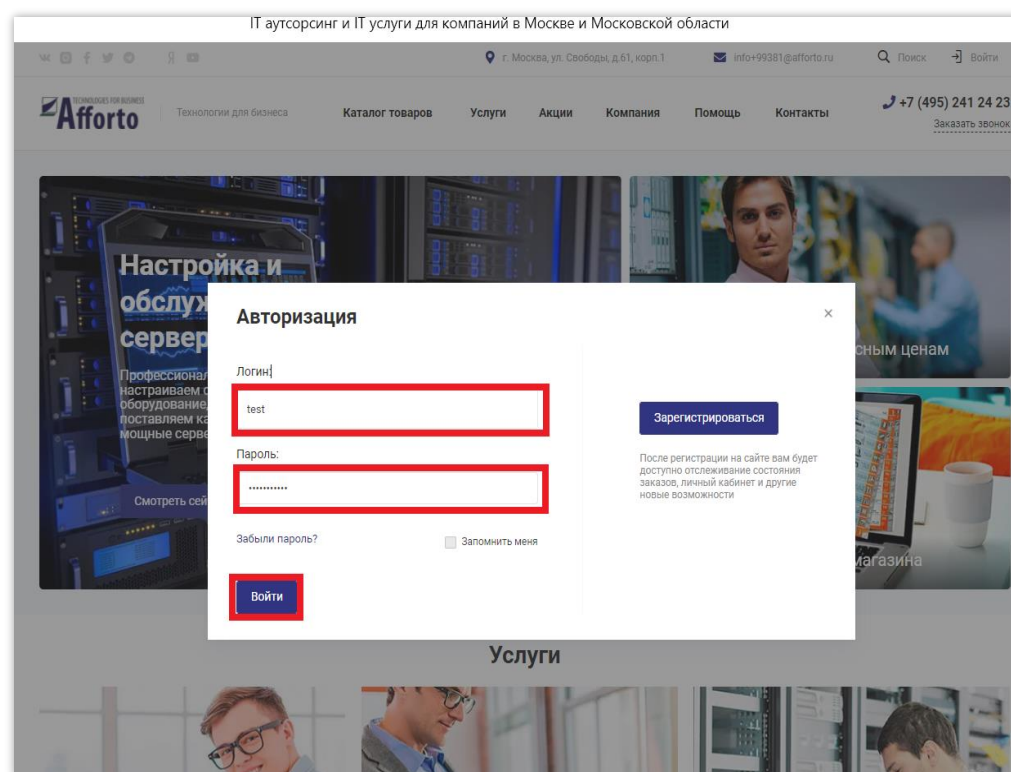 IT аутсорсинг и IT услуги для компаний в Москве и Московской области
г. Москва, ул. Свободы, д.61, корп.1
info+99381@afforto.ru
Поиск
Войти
TECHNOLOGIES FOR BUSINESS
Afforto
Технологии для бизнеса
Каталог товаров
Услуги
Акции
Компания
Помощь
Контакты
+7 (495) 241 24 23
Заказать звонок
Настройка и
обслуж
сервер
Профессионал
настраиваем с
оборудование,
поставляем ка
мощные серве
Смотреть сей
сным ценам
магазина
Авторизация
×
Логин:
test
Пароль:
•••••••••••
Забыли пароль?
Запомнить меня
Войти
Зарегистрироваться
После регистрации на сайте вам будет
доступно отслеживание состояния
заказов, личный кабинет и другие
новые возможности
Услуги